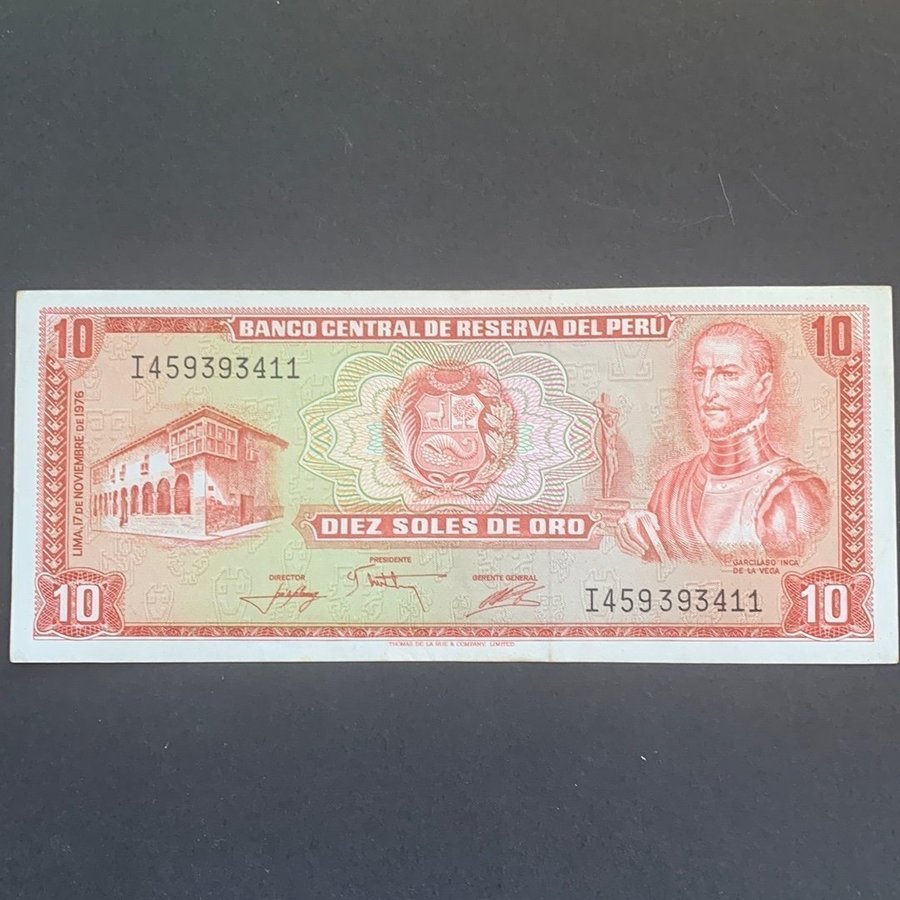 BANCO CENTRAL DE RESERVA DEL PERÚ
10
10
I459393411
LIMA, 17 DE NOVIEMBRE DE 1976
DIEZ SOLES DE ORO
GARCILASO INCA
DE LA VEGA
PRESIDENTE
DIRECTOR
GERENTE GENERAL
I459393411
10
10
THOMAS DE LA RUE & COMPANY, LIMITED